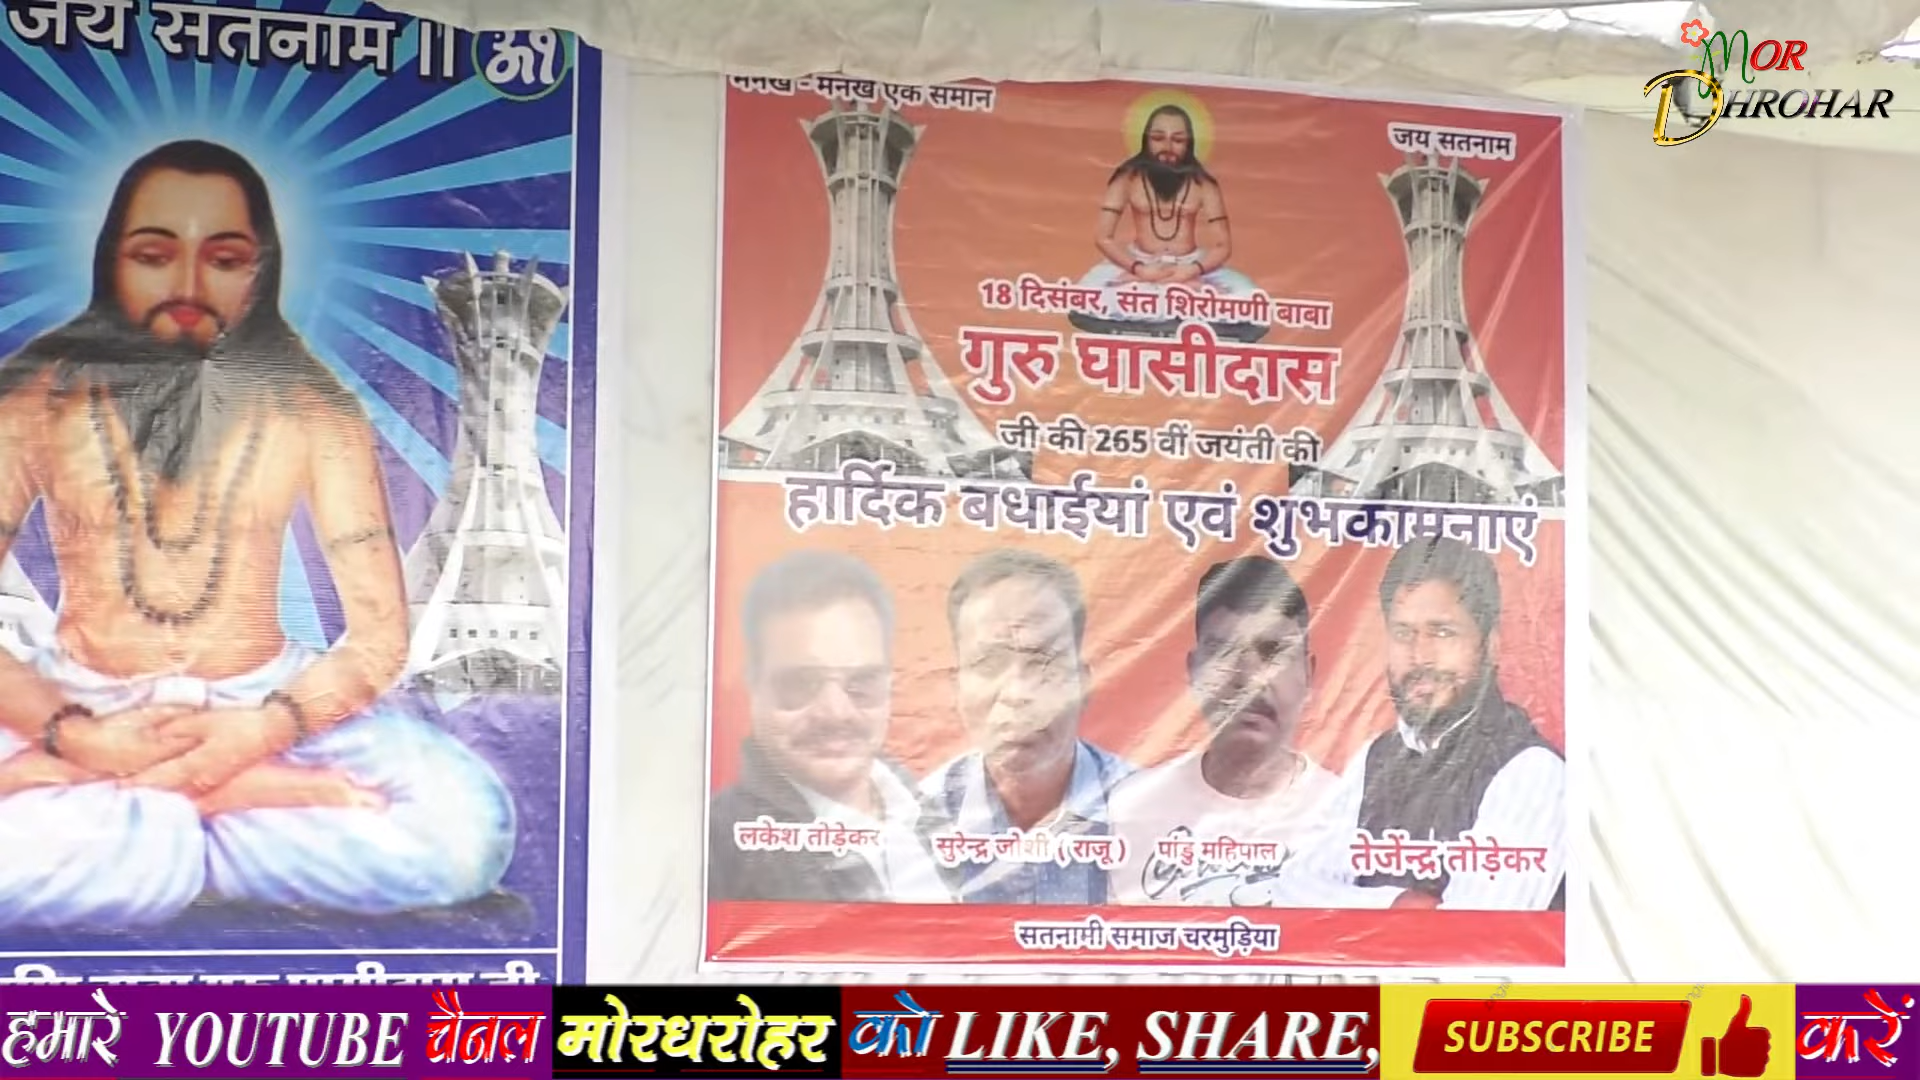 जय सतनाम ||
MOR
DHROHAR
मनखे - मनखे एक समान
जय सतनाम
18 दिसंबर, संत शिरोमणी बाबा
गुरु घासीदास
जी की 265 वीं जयंती की
हार्दिक बधाईयां एवं शुभकामनाएं
लकेश तोड़ेकर
सुरेन्द्र जोशी ( राजू )
पांडु महिपाल
तेजेंन्द्र तोड़ेकर
सतनामी समाज चरमुड़िया
हमारे YOUTUBE चैनल मोरधरोहर को LIKE, SHARE, SUBSCRIBE करें